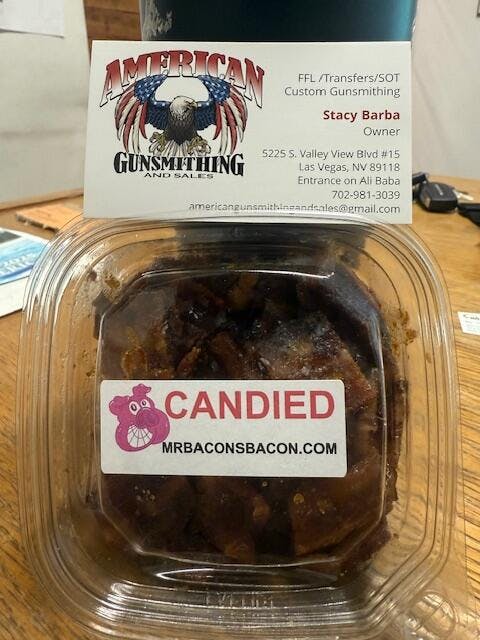 AMERICAN
GUNSMITHING
AND SALES
FFL /Transfers/SOT
Custom Gunsmithing
Stacy Barba
Owner
5225 S. Valley View Blvd #15
Las Vegas, NV 89118
Entrance on Ali Baba
702-981-3039
americangunsmithingandsales@gmail.com
CANDIED
MRBACONSBACON.COM